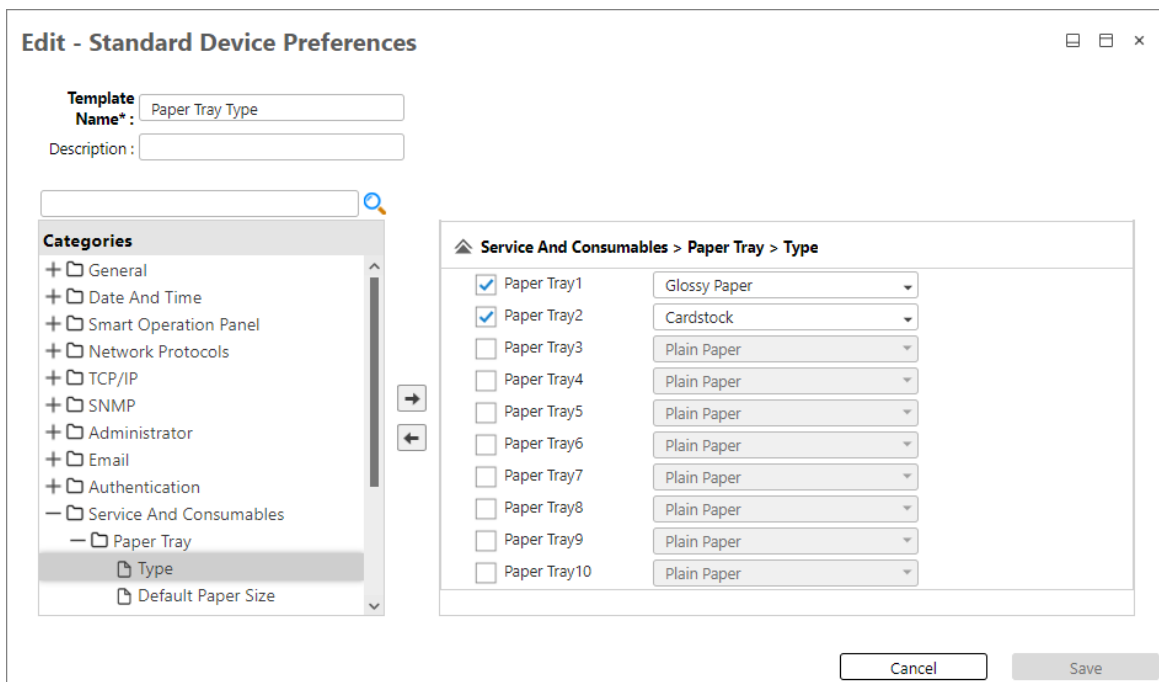 Edit - Standard Device Preferences
Template
Name* :
Paper Tray Type
Description :
Categories
General
Date And Time
Smart Operation Panel
Network Protocols
TCP/IP
SNMP
Administrator
Email
Authentication
Service And Consumables
Paper Tray
Type
Default Paper Size
Service And Consumables > Paper Tray > Type
Paper Tray1 Glossy Paper
Paper Tray2 Cardstock
Paper Tray3 Plain Paper
Paper Tray4 Plain Paper
Paper Tray5 Plain Paper
Paper Tray6 Plain Paper
Paper Tray7 Plain Paper
Paper Tray8 Plain Paper
Paper Tray9 Plain Paper
Paper Tray10 Plain Paper
Cancel Save